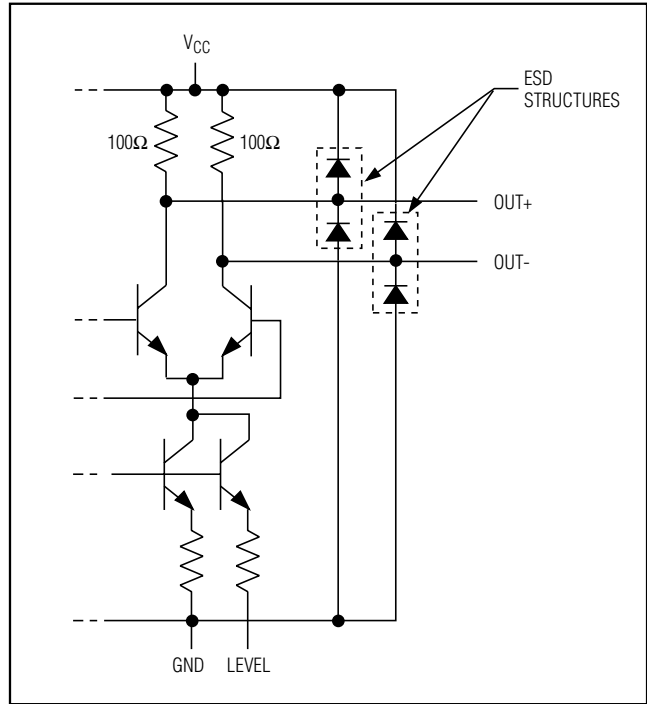 VCC
ESD
STRUCTURES
100Ω
100Ω
OUT+
OUT-
GND
LEVEL